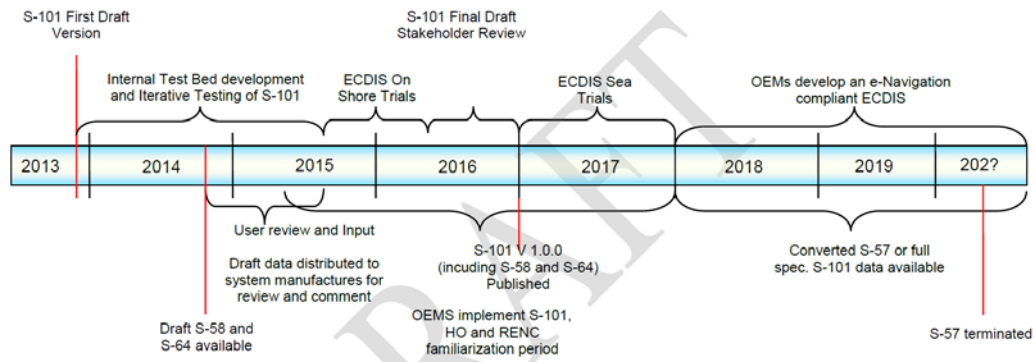 S-101 First Draft
Version
S-101 Final Draft
Stakeholder Review
Internal Test Bed development
and Iterative Testing of S-101
ECDIS On
Shore Trials
ECDIS Sea
Trials
OEMs develop an e-Navigation
compliant ECDIS
2013
2014
2015
2016
2017
2018
2019
202?
User review and Input
Draft data distributed to
system manufactures for
review and comment
Draft S-58 and
S-64 available
S-101 V 1.0.0
(incuding S-58 and S-64)
Published
OEMS implement S-101,
HO and RENC
familiarization period
Converted S-57 or full
spec. S-101 data available
S-57 terminated
DRAFT